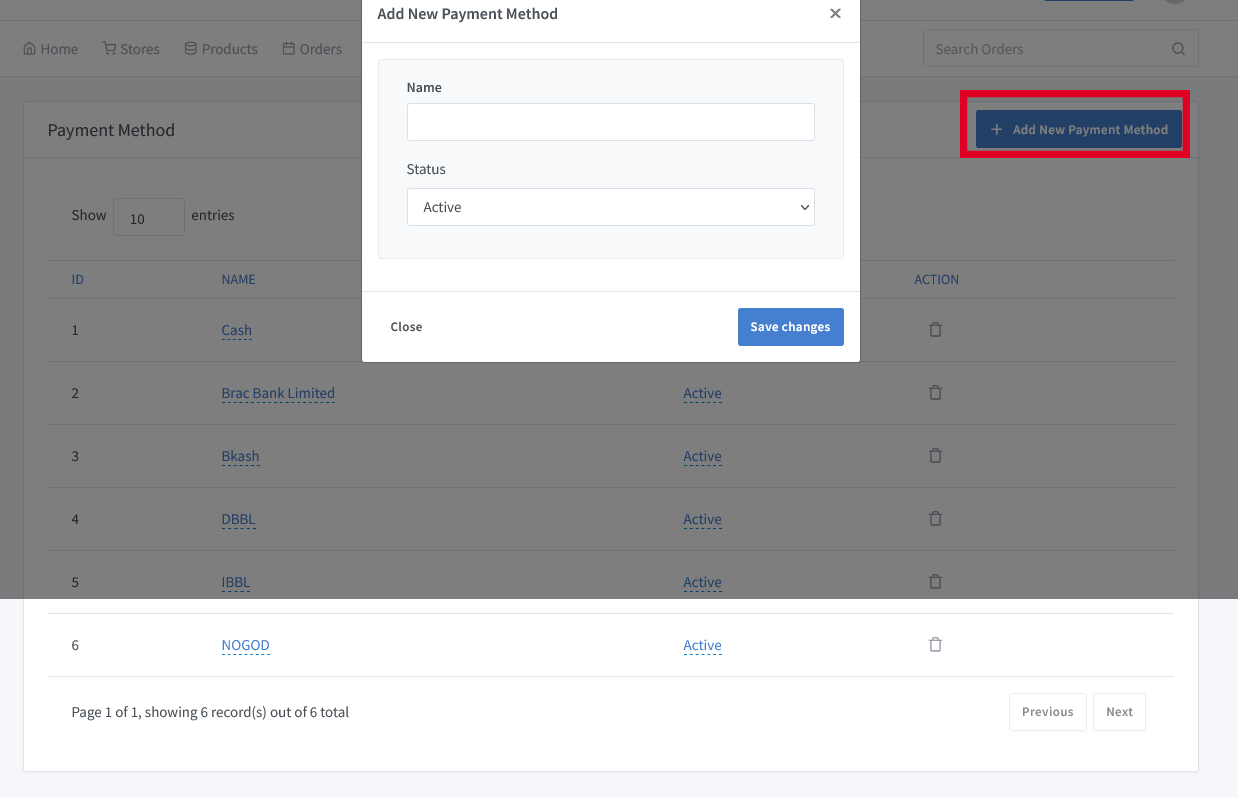 Add New Payment Method ×
Home Stores Products Orders Search Orders
Name
Payment Method + Add New Payment Method
Status
Active
Show 10 entries
ID NAME ACTION
Close Save changes
1 Cash
2 Brac Bank Limited Active
3 Bkash Active
4 DBBL Active
5 IBBL Active
6 NOGOD Active
Page 1 of 1, showing 6 record(s) out of 6 total Previous Next